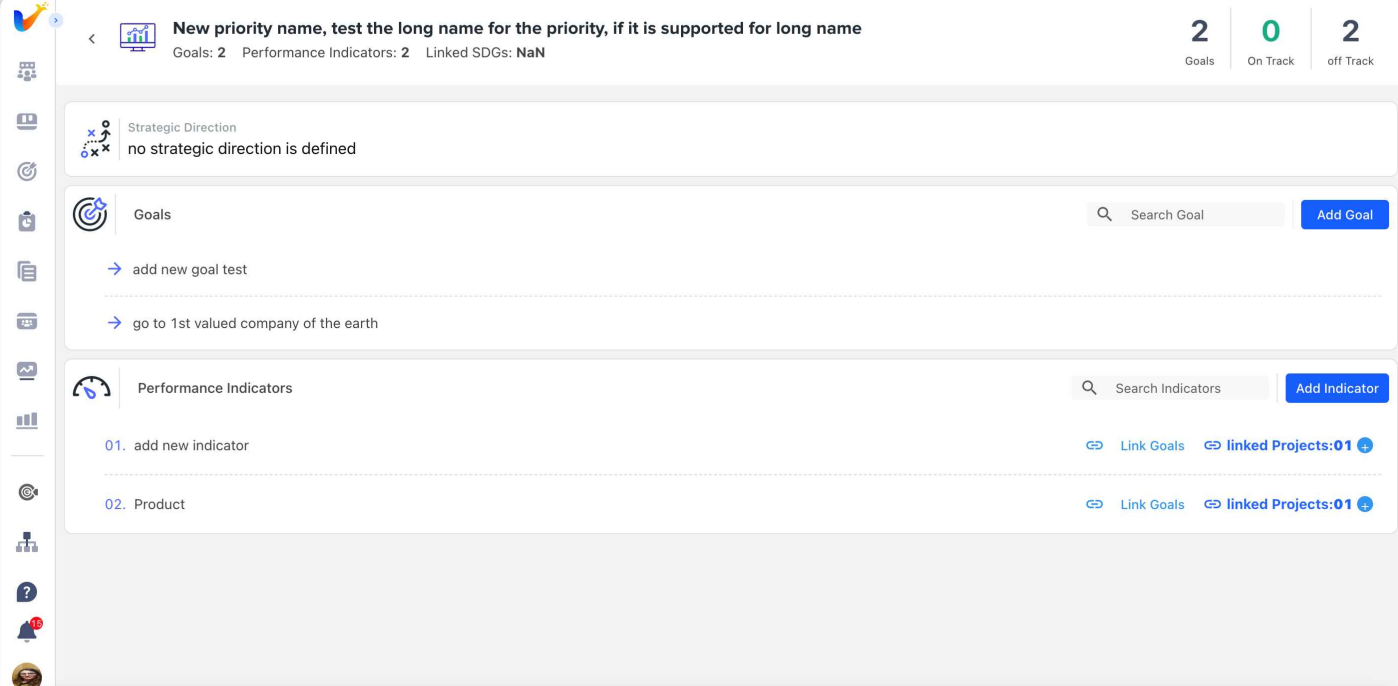 New priority name, test the long name for the priority, if it is supported for long name
Goals: 2 Performance Indicators: 2 Linked SDGs: NaN
2
Goals
0
On Track
2
off Track
Strategic Direction
no strategic direction is defined
Goals
Search Goal
Add Goal
add new goal test
go to 1st valued company of the earth
Performance Indicators
Search Indicators
Add Indicator
01. add new indicator
Link Goals
linked Projects:01
02. Product
Link Goals
linked Projects:01
15